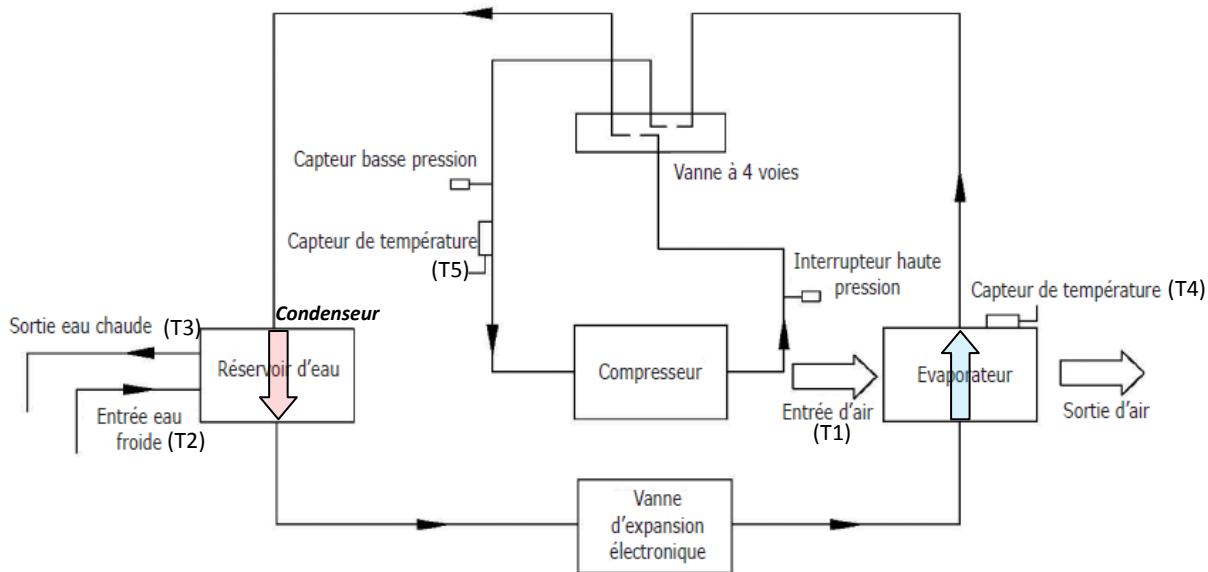 Capteur basse pression
Vanne à 4 voies
Capteur de température
(T5)
Interrupteur haute
pression
Capteur de température (T4)
Condenseur
Sortie eau chaude (T3)
Réservoir d'eau
Compresseur
Evaporateur
Entrée eau
froide (T2)
Entrée d'air
(T1)
Sortie d'air
Vanne
d'expansion
électronique